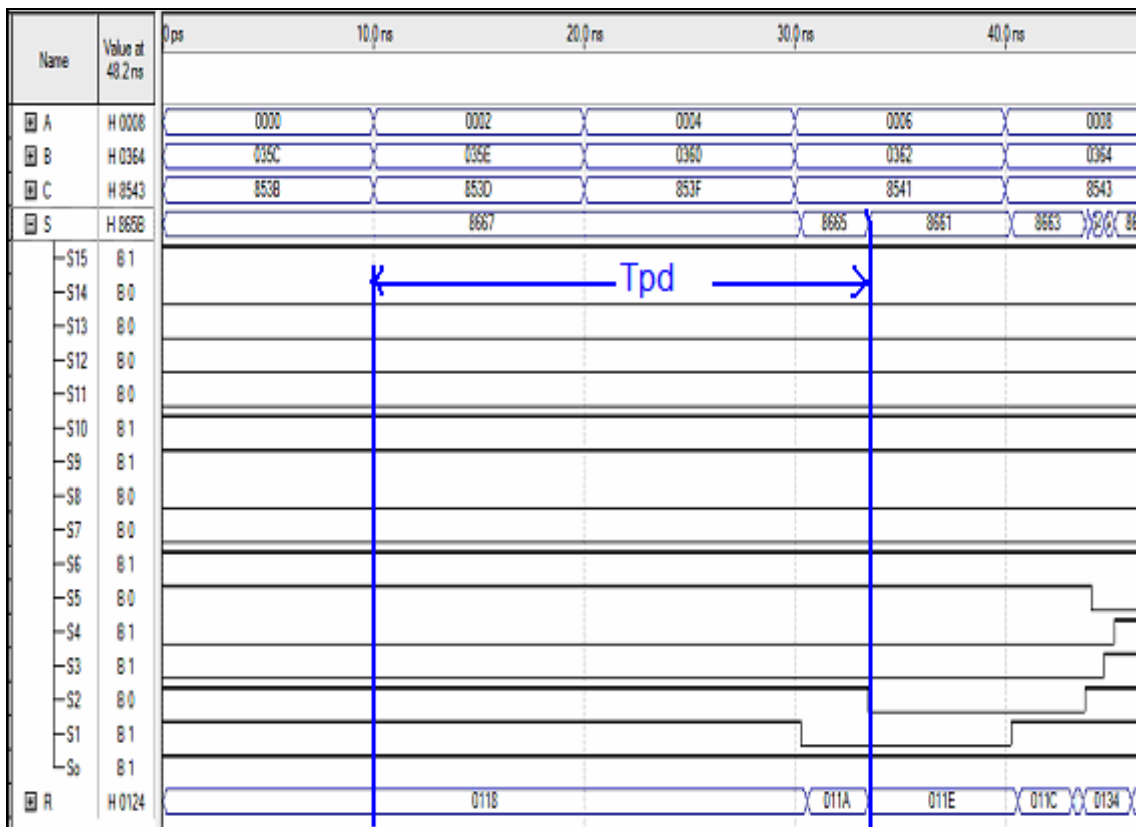 Name Value at 48.2 ns 0 ps 10.0 ns 20.0 ns 30.0 ns 40.0 ns
A H 0008 0000 0002 0004 0006 0008
B H 0364 035C 035E 0360 0362 0364
C H 8543 853B 853D 853F 8541 8543
S H 865B 8667 8665 8661 8663
S15 B 1
Tpd
S14 B 0
S13 B 0
S12 B 0
S11 B 0
S10 B 1
S9 B 1
S8 B 0
S7 B 0
S6 B 1
S5 B 0
S4 B 1
S3 B 1
S2 B 0
S1 B 1
S0 B 1
R H 0124 0118 011A 011E 011C 0134